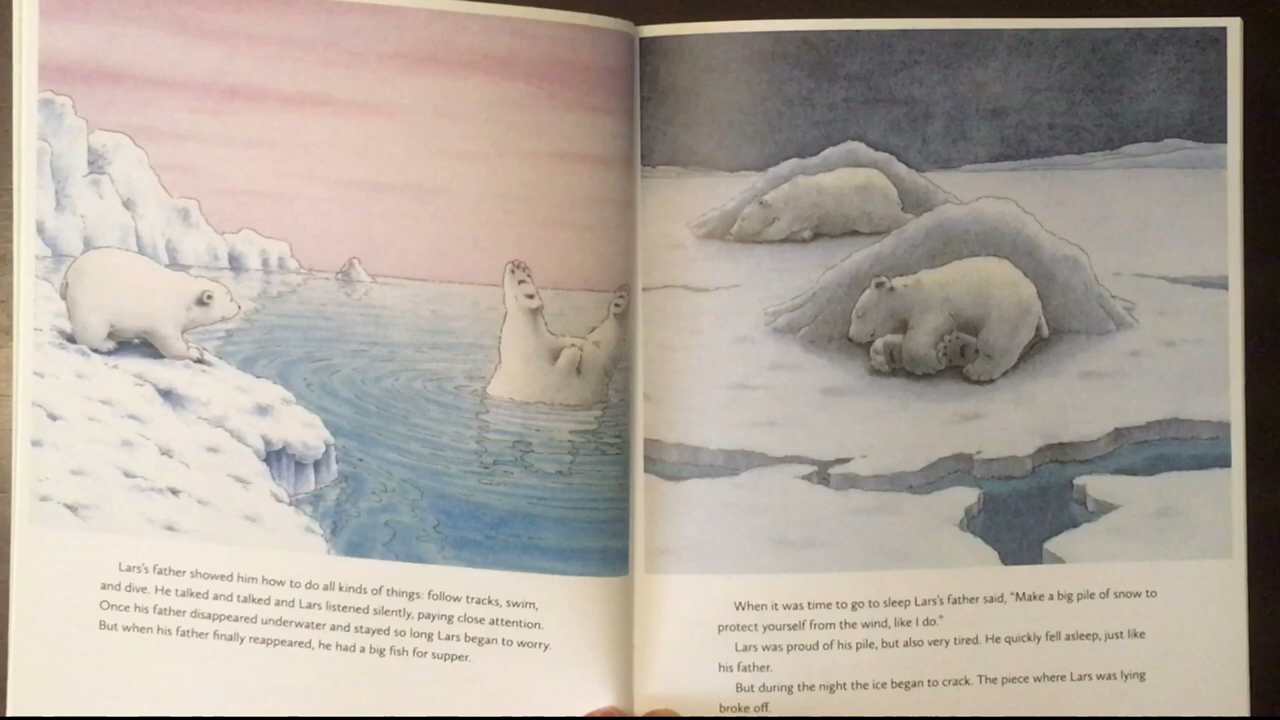 Lars's father showed him how to do all kinds of things: follow tracks, swim,
and dive. He talked and talked and Lars listened silently, paying close attention.
Once his father disappeared underwater and stayed so long Lars began to worry.
But when his father finally reappeared, he had a big fish for supper.
When it was time to go to sleep Lars's father said, "Make a big pile of snow to
protect yourself from the wind, like I do."
Lars was proud of his pile, but also very tired. He quickly fell asleep, just like
his father.
But during the night the ice began to crack. The piece where Lars was lying
broke off.